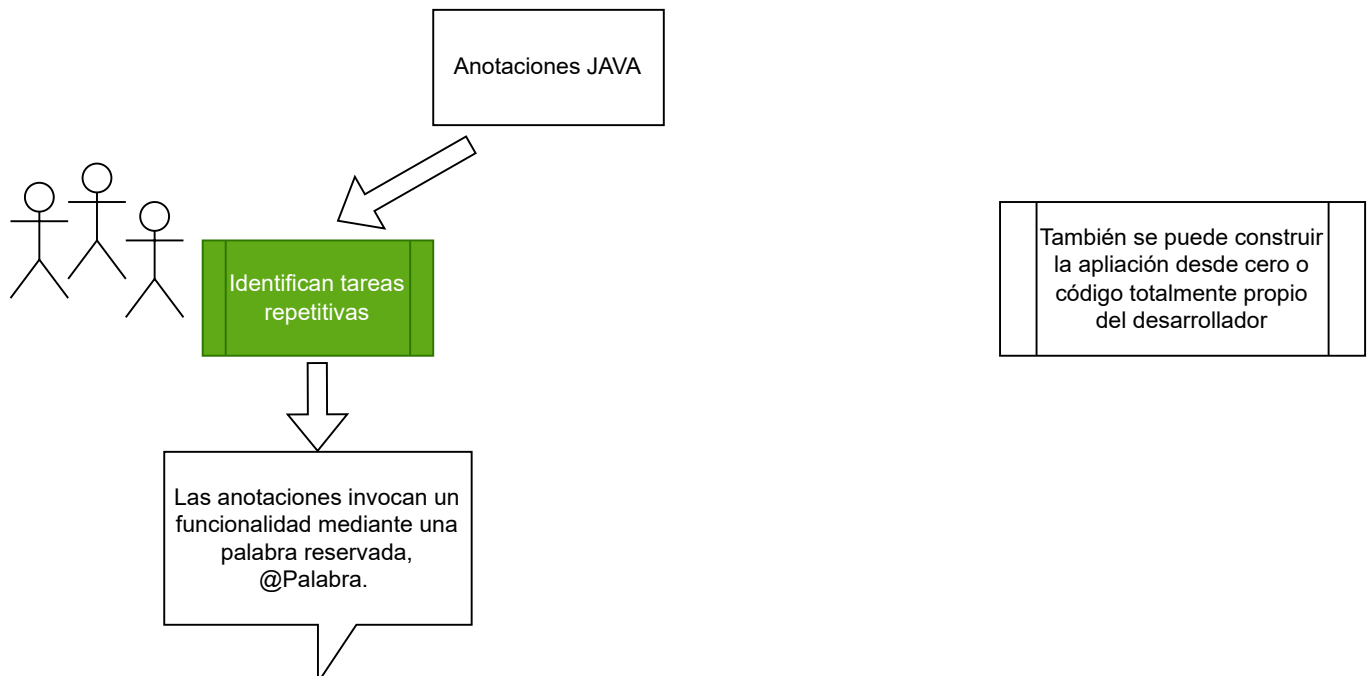 Anotaciones JAVA
Identifican tareas
repetitivas
También se puede construir
la apliación desde cero o
código totalmente propio
del desarrollador
Las anotaciones invocan un
funcionalidad mediante una
palabra reservada,
@Palabra.